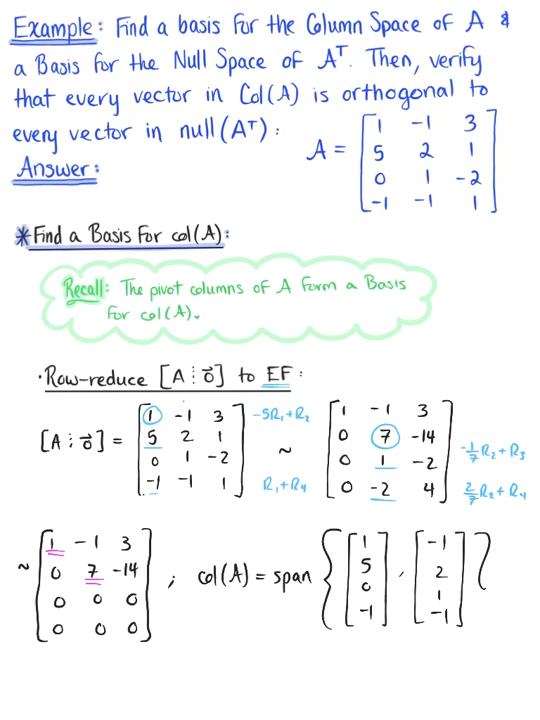 Example: Find a basis for the Column Space of A &
a Basis for the Null Space of Aᵀ. Then, verify
that every vector in Col(A) is orthogonal to
every vector in null(Aᵀ):
Answer:
A = [1 -1 3
5 2 1
0 1 -2
-1 -1 1]
*Find a Basis For col(A):
Recall: The pivot columns of A form a Basis
for col(A).
·Row-reduce [A ⋮ 0⃗] to EF:
[A ⋮ 0⃗] = [1 -1 3
5 2 1
0 1 -2
-1 -1 1]
-5R₁+R₂
~
R₁+R₄
[1 -1 3
0 7 -14
0 1 -2
0 -2 4]
-1/7 R₂+R₃
2/7 R₂+R₄
~ [1 -1 3
0 7 -14
0 0 0
0 0 0]
; col(A) = span { [1
5
0
-1] , [-1
2
1
-1] }